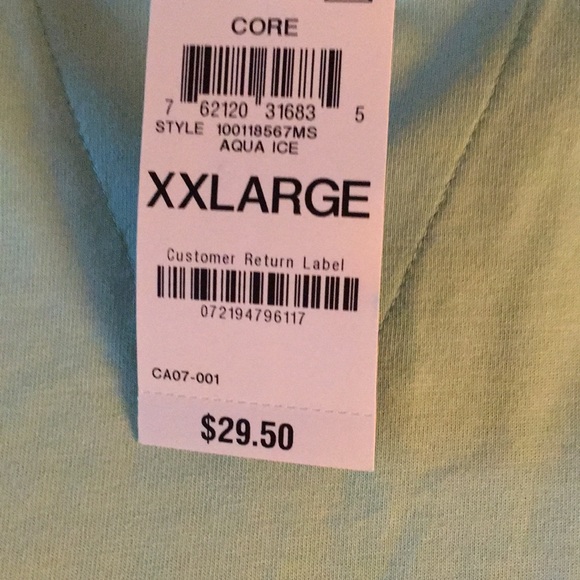 CORE
7 62120 31683 5
STYLE 100118567MS
AQUA ICE
XXLARGE
Customer Return Label
072194796117
CA07-001
$29.50